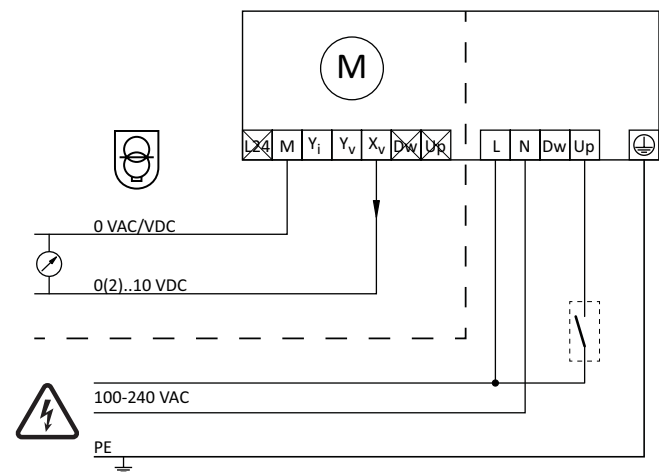 M
L24 M Yi Yv Xv Dw Up L N Dw Up
0 VAC/VDC
0(2)..10 VDC
100-240 VAC
PE